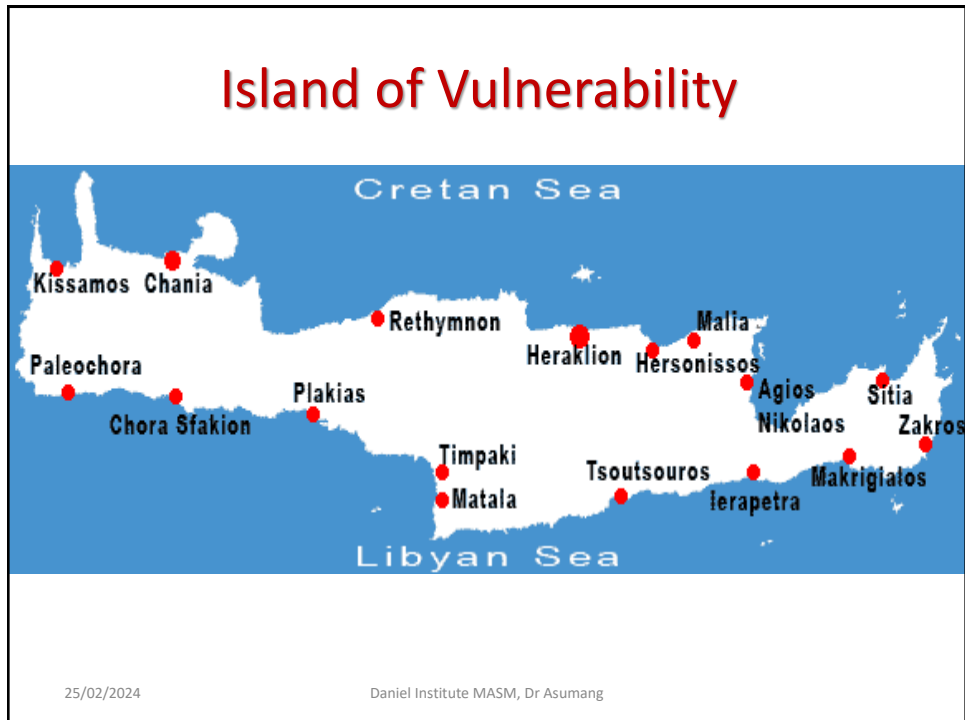 Island of Vulnerability
Cretan Sea
Kissamos
Chania
Rethymnon
Malia
Heraklion
Hersonissos
Paleochora
Plakias
Agios
Nikolaos
Sitia
Chora Sfakion
Zakros
Timpaki
Tsoutsouros
Makrigialos
Matala
Ierapetra
Libyan Sea
25/02/2024
Daniel Institute MASM, Dr Asumang